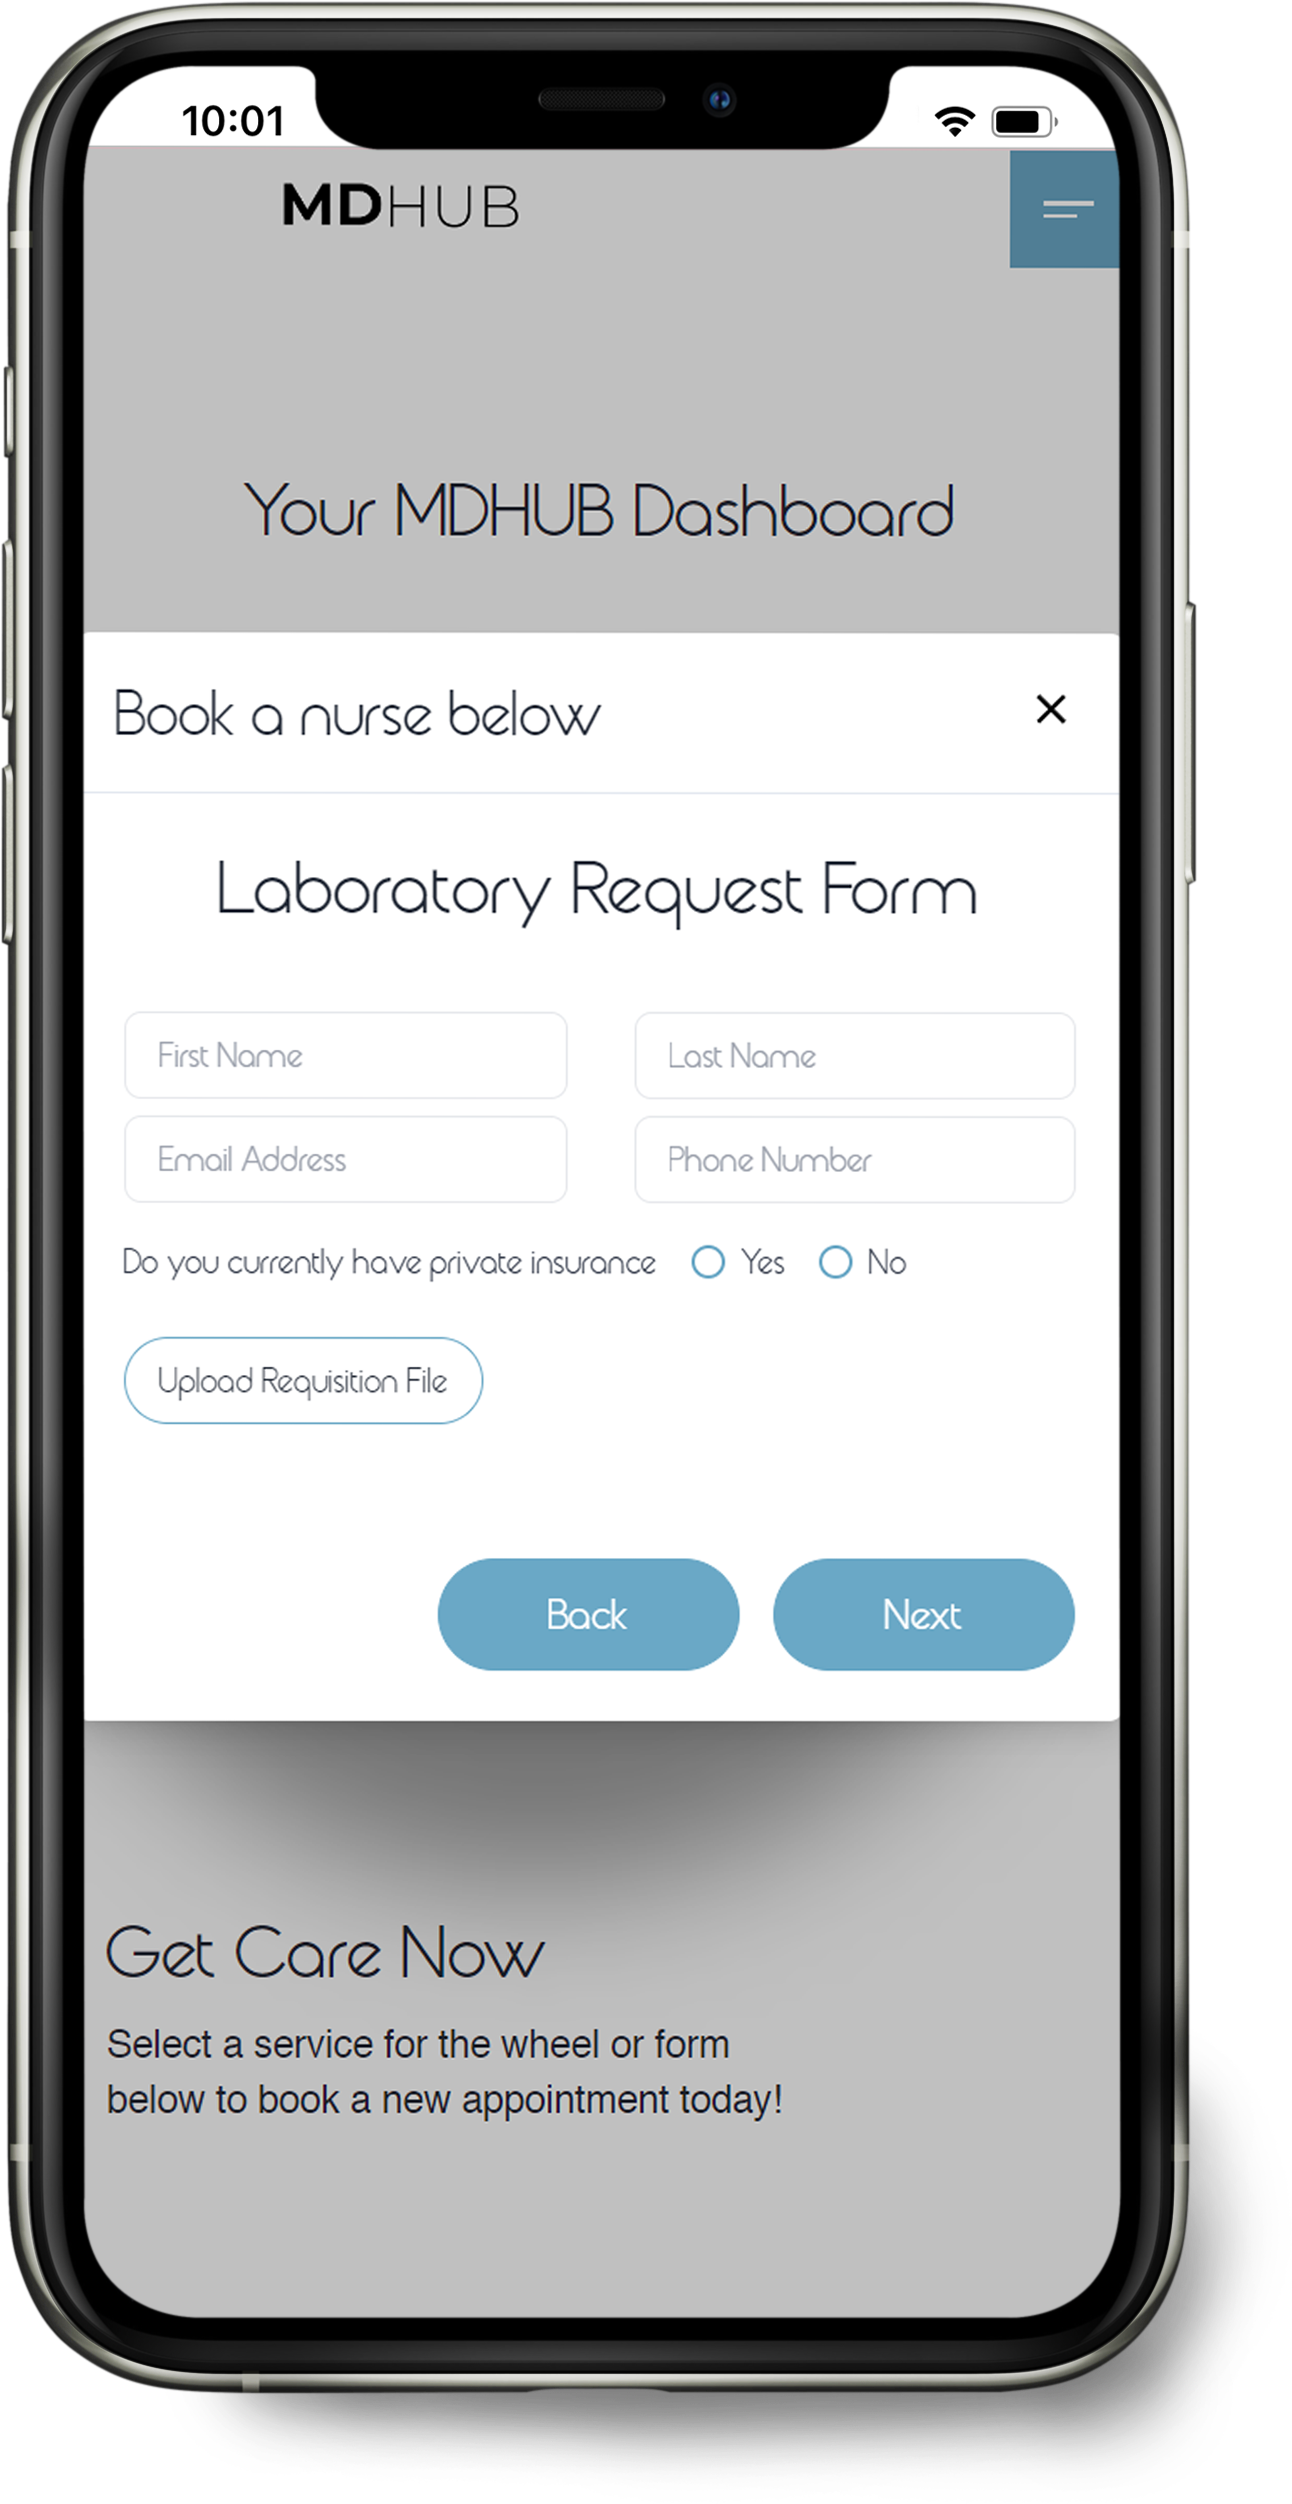 10:01
MDHUB
Your MDHUB Dashboard
Book a nurse below
Laboratory Request Form
First Name
Last Name
Email Address
Phone Number
Do you currently have private insurance Yes No
Upload Requisition File
Back
Next
Get Care Now
Select a service for the wheel or form
below to book a new appointment today!